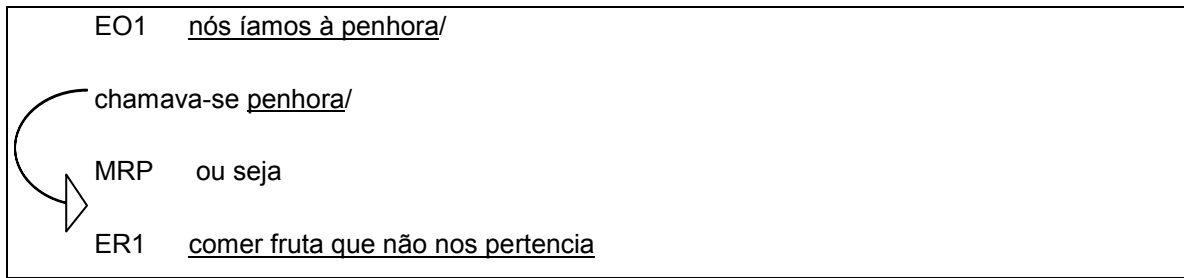 EO1 nós íamos à penhora/
chamava-se penhora/
MRP ou seja
ER1 comer fruta que não nos pertencia